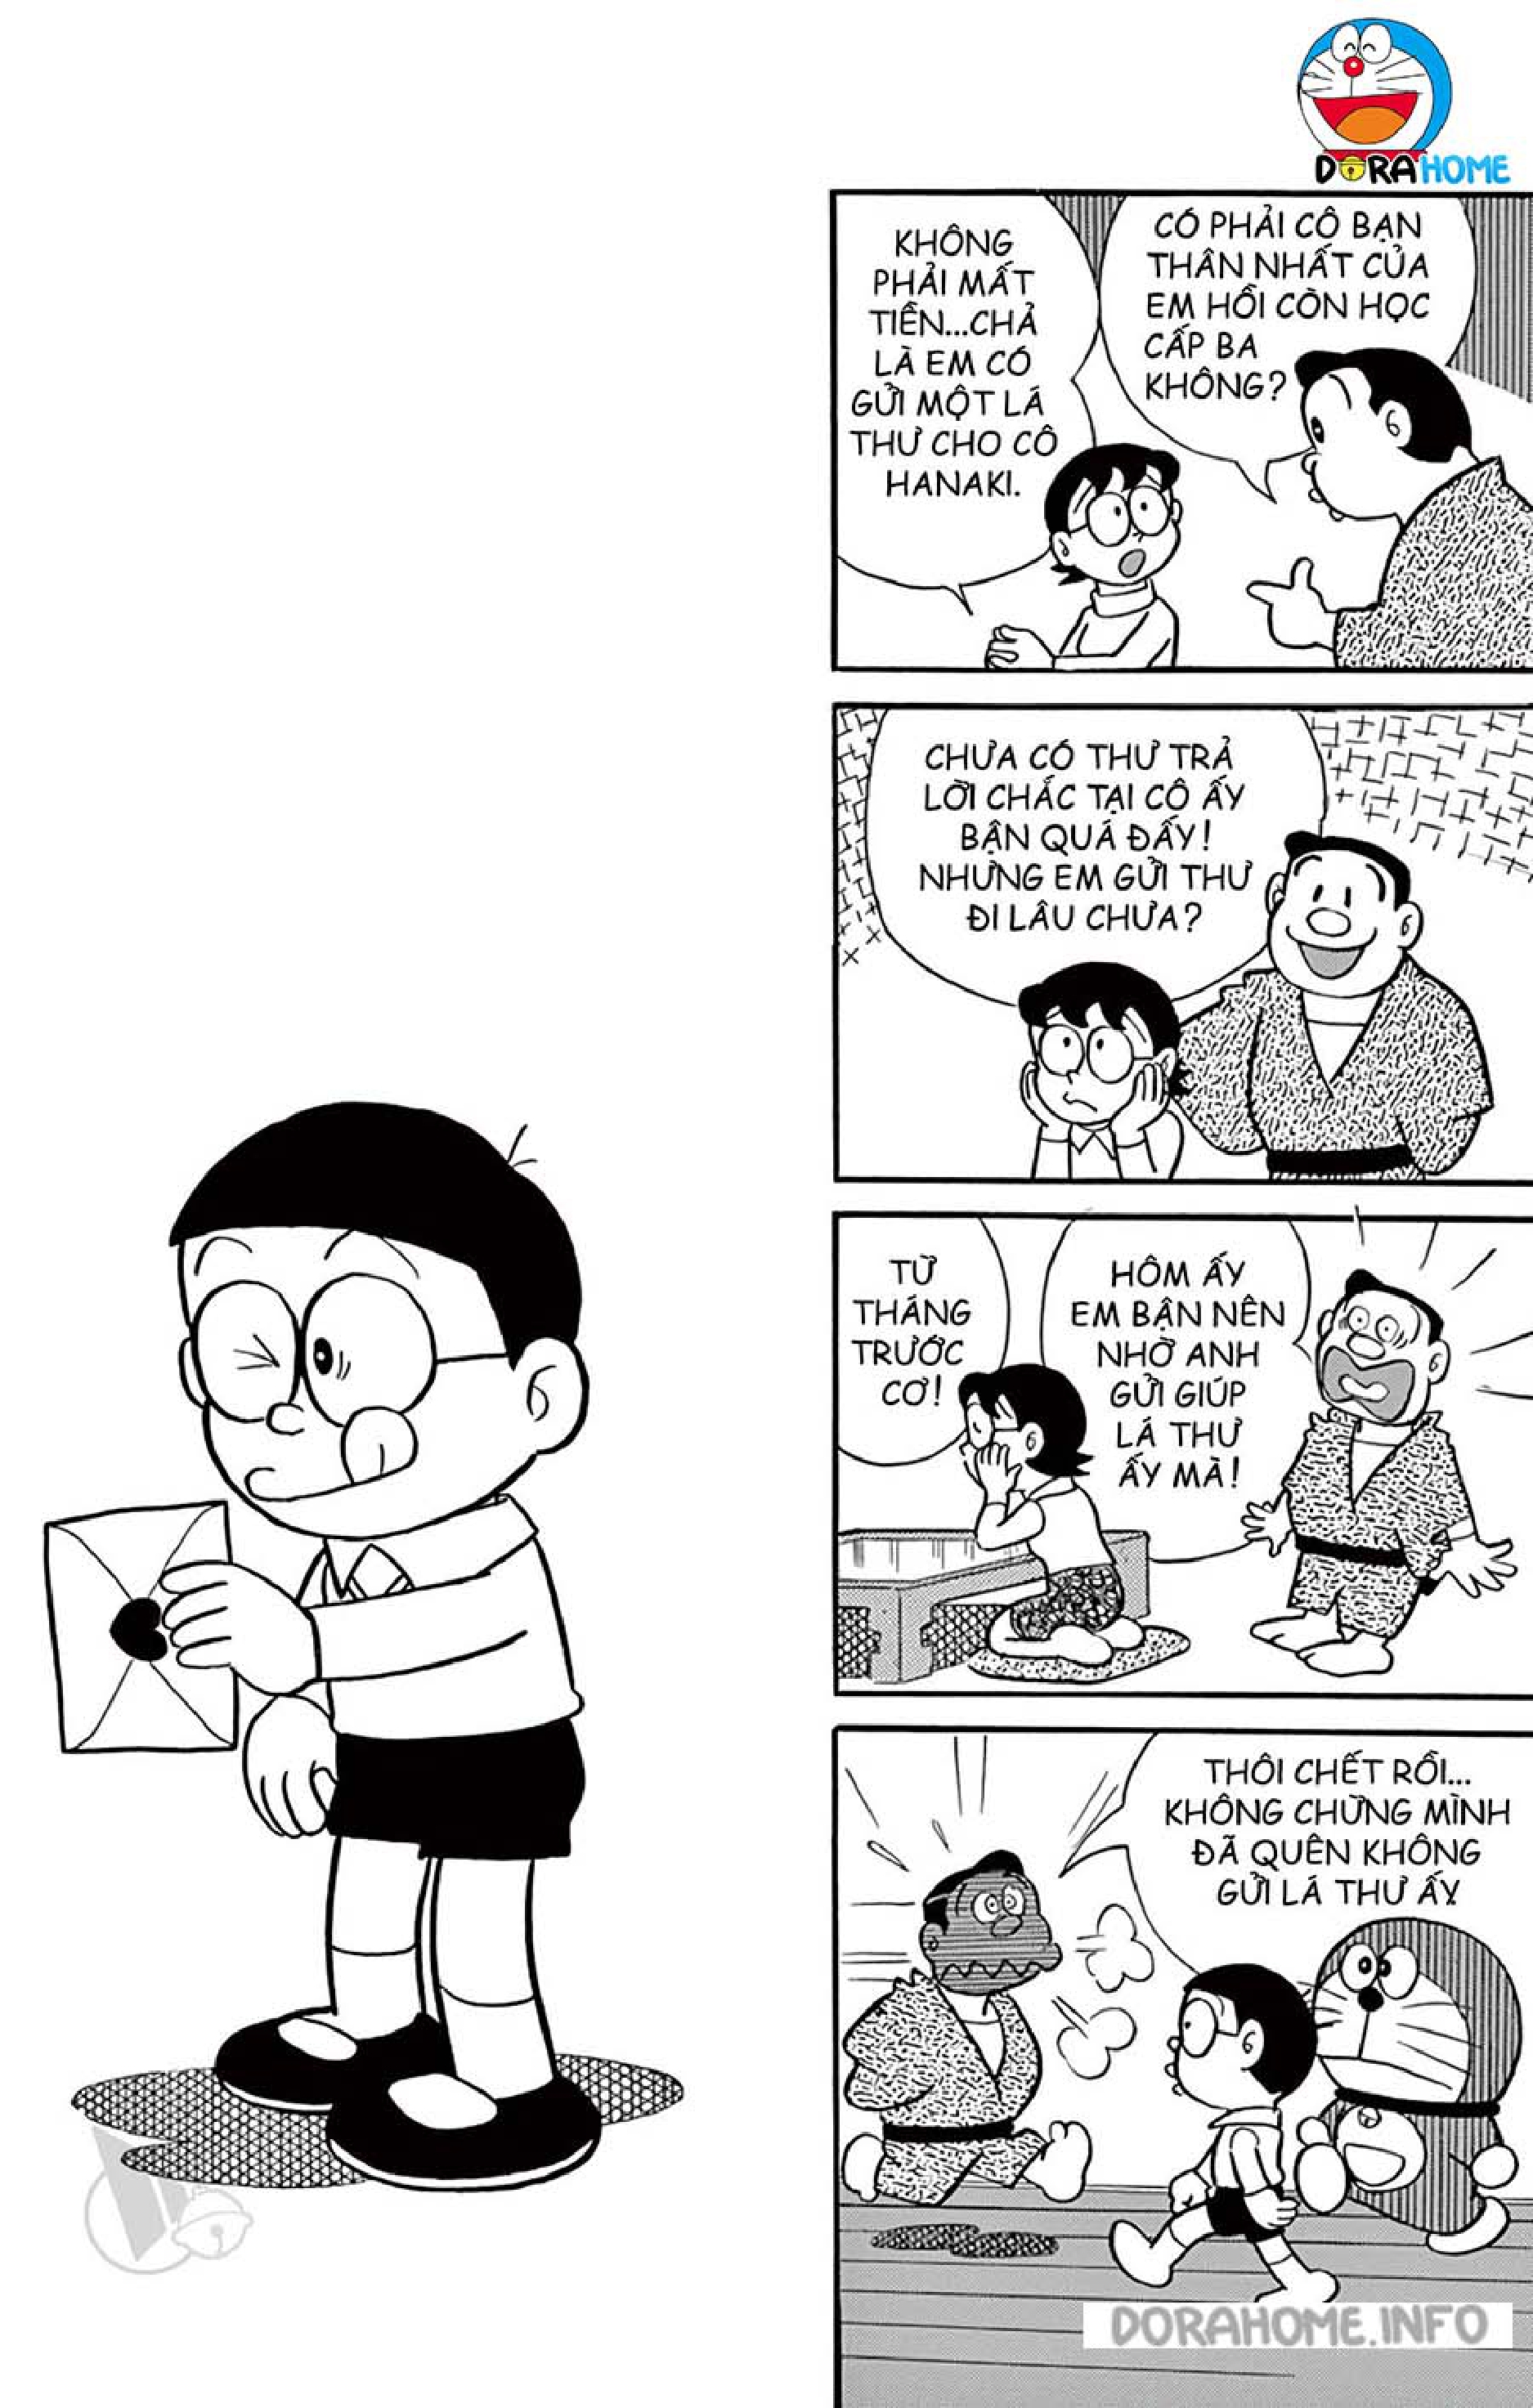 DORAHOME
KHÔNG
PHẢI MẤT
TIỀN...CHẢ
LÀ EM CÓ
GỬI MỘT LÁ
THƯ CHO CÔ
HANAKI.
CÓ PHẢI CÔ BẠN
THÂN NHẤT CỦA
EM HỒI CÒN HỌC
CẤP BA
KHÔNG?
CHƯA CÓ THƯ TRẢ
LỜI CHẮC TẠI CÔ ẤY
BẬN QUÁ ĐẤY!
NHƯNG EM GỬI THƯ
ĐI LÂU CHƯA?
TỪ
THÁNG
TRƯỚC
CƠ!
HÔM ẤY
EM BẬN NÊN
NHỜ ANH
GỬI GIÚP
LÁ THƯ
ẤY MÀ!
THÔI CHẾT RỒI...
KHÔNG CHỪNG MÌNH
ĐÃ QUÊN KHÔNG
GỬI LÁ THƯ ẤY.
DORAHOME.INFO